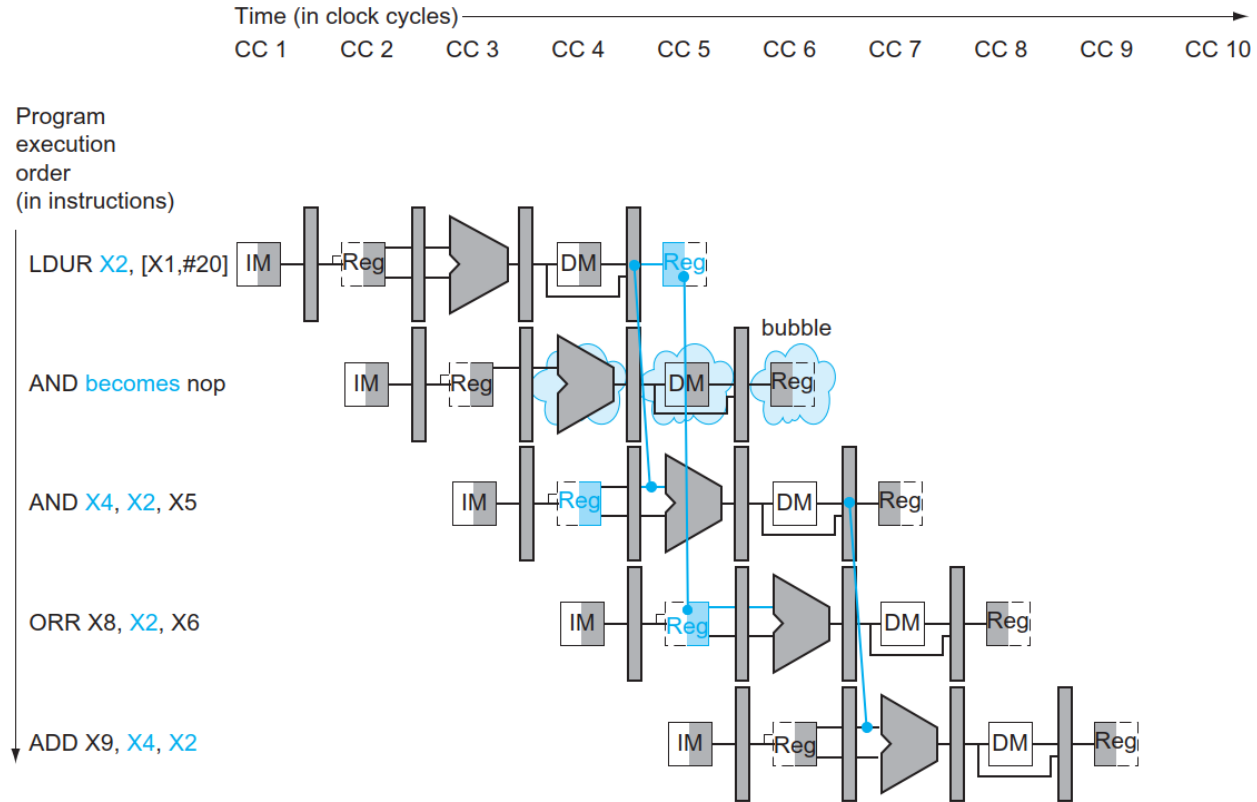 Time (in clock cycles)
CC 1 CC 2 CC 3 CC 4 CC 5 CC 6 CC 7 CC 8 CC 9 CC 10
Program
execution
order
(in instructions)
LDUR X2, [X1,#20] IM Reg DM Reg
bubble
AND becomes nop IM Reg DM Reg
AND X4, X2, X5 IM Reg DM Reg
ORR X8, X2, X6 IM Reg DM Reg
ADD X9, X4, X2 IM Reg DM Reg